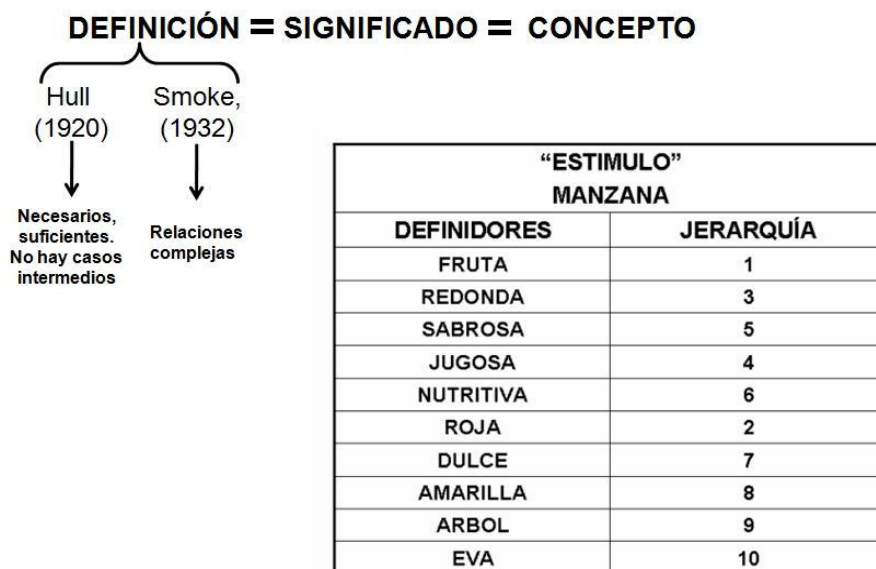 DEFINICIÓN = SIGNIFICADO = CONCEPTO
Hull
(1920)
Smoke,
(1932)
Necesarios,
suficientes.
No hay casos
intermedios
Relaciones
complejas
“ESTIMULO”
MANZANA
DEFINIDORES JERARQUÍA
FRUTA 1
REDONDA 3
SABROSA 5
JUGOSA 4
NUTRITIVA 6
ROJA 2
DULCE 7
AMARILLA 8
ARBOL 9
EVA 10